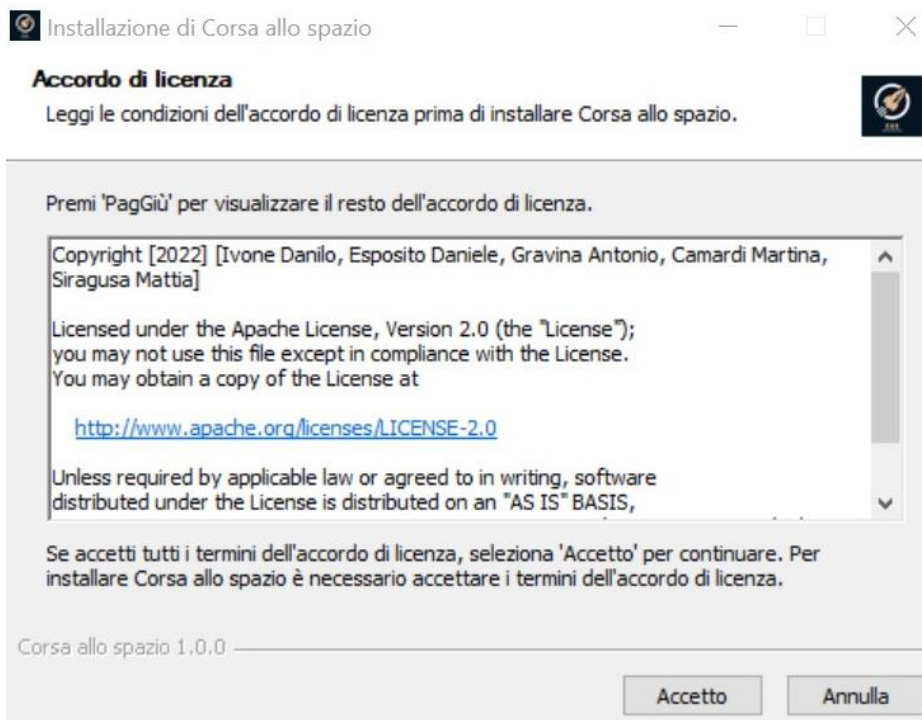 Installazione di Corsa allo spazio
Accordo di licenza
Leggi le condizioni dell'accordo di licenza prima di installare Corsa allo spazio.
Premi 'PagGiù' per visualizzare il resto dell'accordo di licenza.
Copyright [2022] [Ivone Danilo, Esposito Daniele, Gravina Antonio, Camardi Martina,
Siragusa Mattia]
Licensed under the Apache License, Version 2.0 (the "License");
you may not use this file except in compliance with the License.
You may obtain a copy of the License at
http://www.apache.org/licenses/LICENSE-2.0
Unless required by applicable law or agreed to in writing, software
distributed under the License is distributed on an "AS IS" BASIS,
Se accetti tutti i termini dell'accordo di licenza, seleziona 'Accetto' per continuare. Per
installare Corsa allo spazio è necessario accettare i termini dell'accordo di licenza.
Corsa allo spazio 1.0.0
Accetto
Annulla